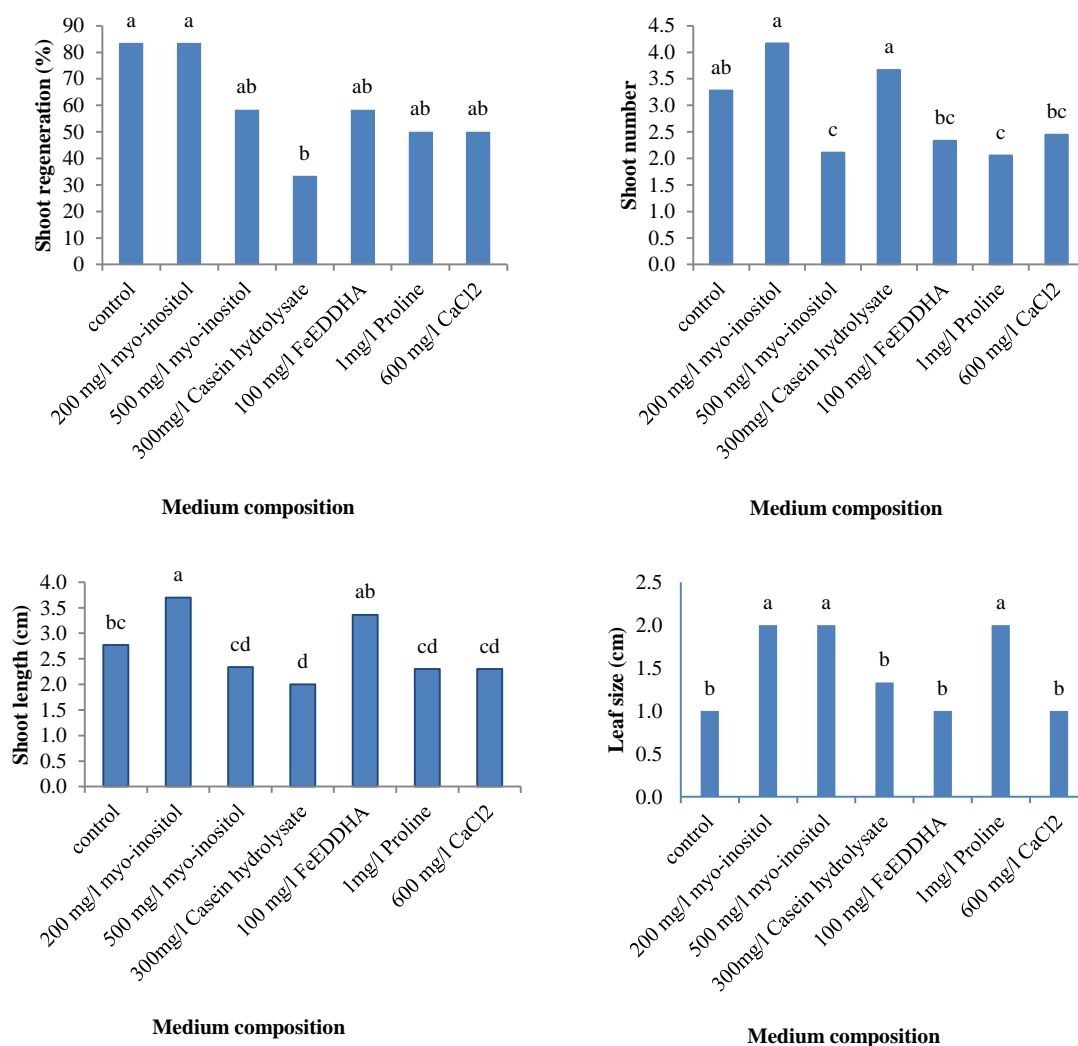 Shoot regeneration (%)
90
80
70
60
50
40
30
20
10
0
a
a
ab
b
ab
ab
ab
control
200 mg/l myo-inositol
500 mg/l myo-inositol
300mg/l Casein hydrolysate
100 mg/l FeEDDHA
1mg/l Proline
600 mg/l CaCl2
Medium composition
Shoot number
4.5
4.0
3.5
3.0
2.5
2.0
1.5
1.0
0.5
0.0
ab
a
c
a
bc
c
bc
control
200 mg/l myo-inositol
500 mg/l myo-inositol
300mg/l Casein hydrolysate
100 mg/l FeEDDHA
1mg/l Proline
600 mg/l CaCl2
Medium composition
Shoot length (cm)
4.0
3.5
3.0
2.5
2.0
1.5
1.0
0.5
0.0
bc
a
cd
d
ab
cd
cd
control
200 mg/l myo-inositol
500 mg/l myo-inositol
300mg/l Casein hydrolysate
100 mg/l FeEDDHA
1mg/l Proline
600 mg/l CaCl2
Medium composition
Leaf size (cm)
2.5
2.0
1.5
1.0
0.5
0.0
b
a
a
b
b
a
b
control
200 mg/l myo-inositol
500 mg/l myo-inositol
300mg/l Casein hydrolysate
100 mg/l FeEDDHA
1mg/l Proline
600 mg/l CaCl2
Medium composition